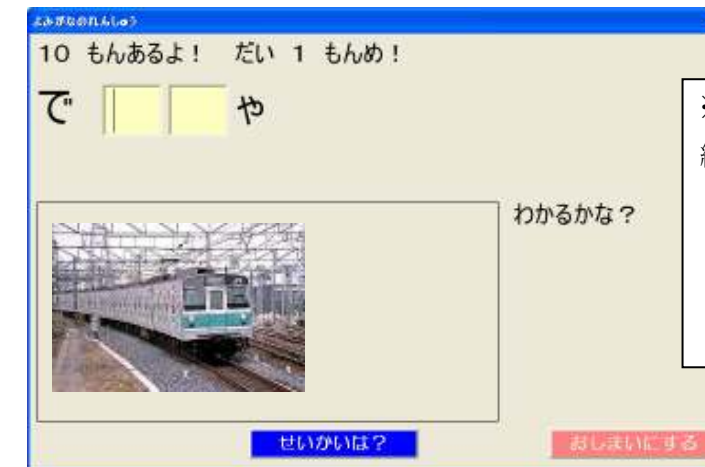 よみがなのれんしゅう
10 もんあるよ! だい 1 もんめ!
で や
わかるかな?
せいかいは?
おしまいにする